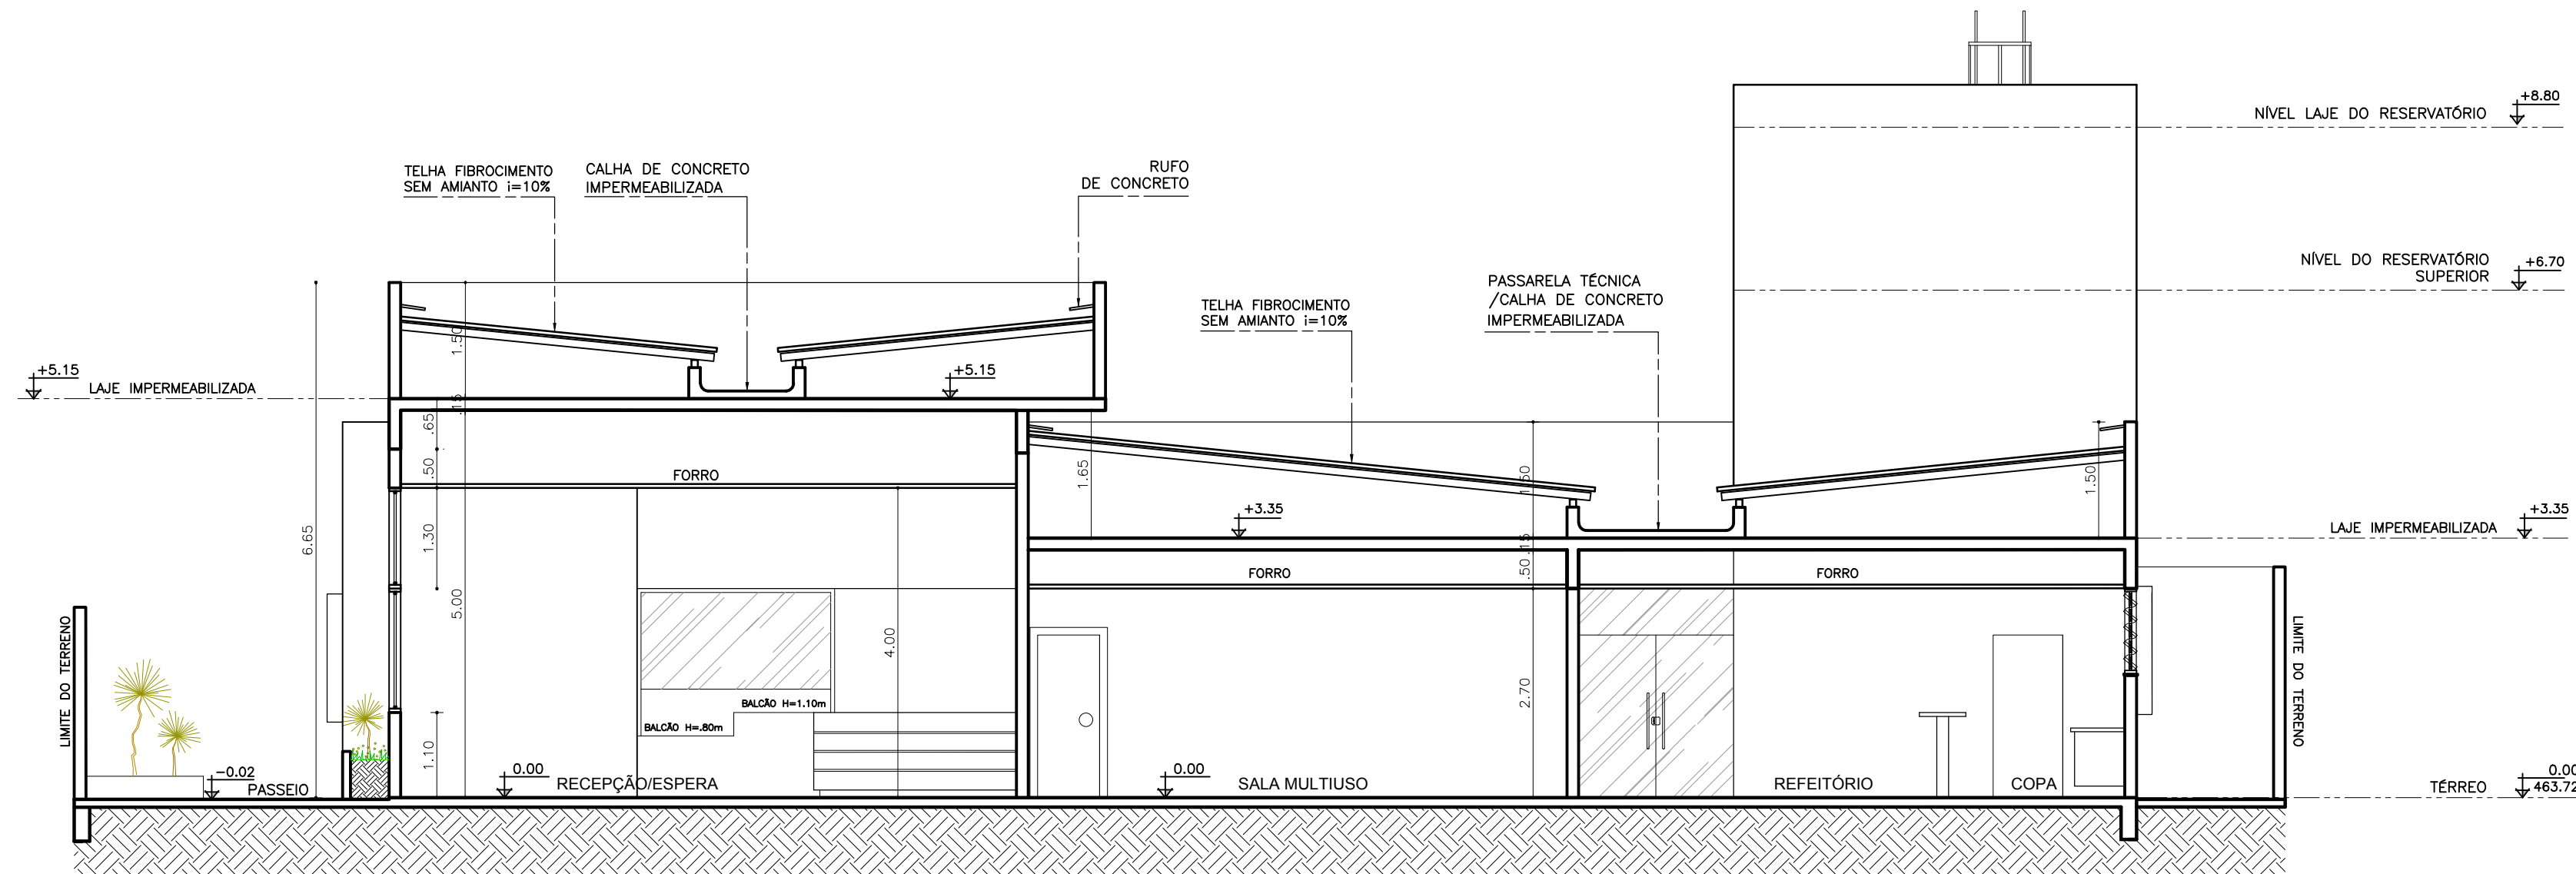 +8.80
NÍVEL LAJE DO RESERVATÓRIO
TELHA FIBROCIMENTO
SEM AMIANTO i=10%
CALHA DE CONCRETO
IMPERMEABILIZADA
RUFO
DE CONCRETO
NÍVEL DO RESERVATÓRIO
SUPERIOR
+6.70
PASSARELA TÉCNICA
/CALHA DE CONCRETO
IMPERMEABILIZADA
TELHA FIBROCIMENTO
SEM AMIANTO i=10%
1.50
+5.15
LAJE IMPERMEABILIZADA
+5.15
.15
.65
.50
FORRO
1.65
1.50
1.50
+3.35
+3.35
LAJE IMPERMEABILIZADA
6.65
1.30
.15
.50
FORRO
FORRO
5.00
4.00
LIMITE DO TERRENO
LIMITE DO TERRENO
2.70
BALCÃO H=1.10m
BALCÃO H=.80m
1.10
-0.02
PASSEIO
0.00
RECEPÇÃO/ESPERA
0.00
SALA MULTIUSO
REFEITÓRIO
COPA
TÉRREO
0.00
463.72